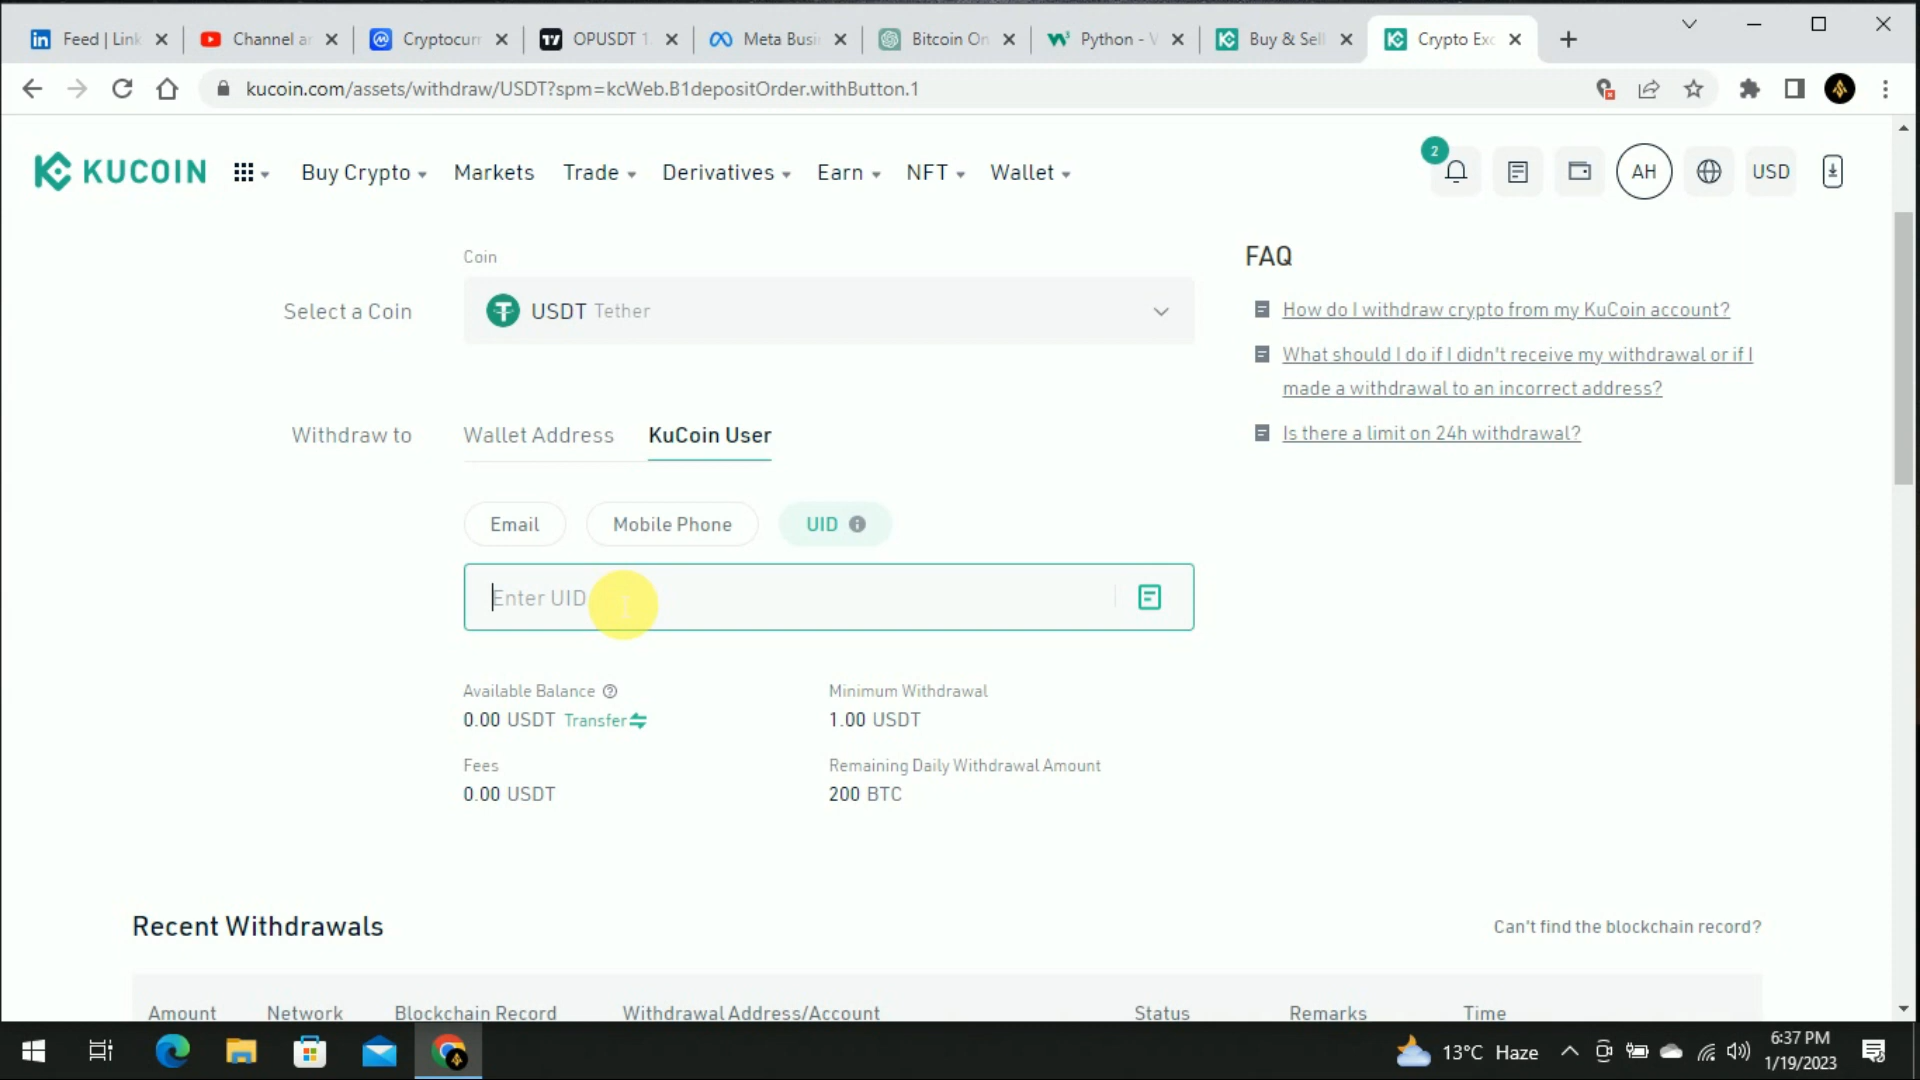 Feed | Link
Channel a
Cryptocur
OPUSDT 1
Meta Busi
Bitcoin On
Python - V
Buy & Sell
Crypto Exc
kucoin.com/assets/withdraw/USDT?spm=kcWeb.B1depositOrder.withButton.1
KUCOIN
Buy Crypto
Markets
Trade
Derivatives
Earn
NFT
Wallet
2
AH
USD
Coin
Select a Coin
USDT Tether
Withdraw to
Wallet Address
KuCoin User
Email
Mobile Phone
UID
Enter UID
Available Balance
0.00 USDT Transfer
Minimum Withdrawal
1.00 USDT
Fees
0.00 USDT
Remaining Daily Withdrawal Amount
200 BTC
FAQ
How do I withdraw crypto from my KuCoin account?
What should I do if I didn't receive my withdrawal or if I
made a withdrawal to an incorrect address?
Is there a limit on 24h withdrawal?
Recent Withdrawals
Can't find the blockchain record?
Amount
Network
Blockchain Record
Withdrawal Address/Account
Status
Remarks
Time
13°C Haze
6:37 PM
1/19/2023